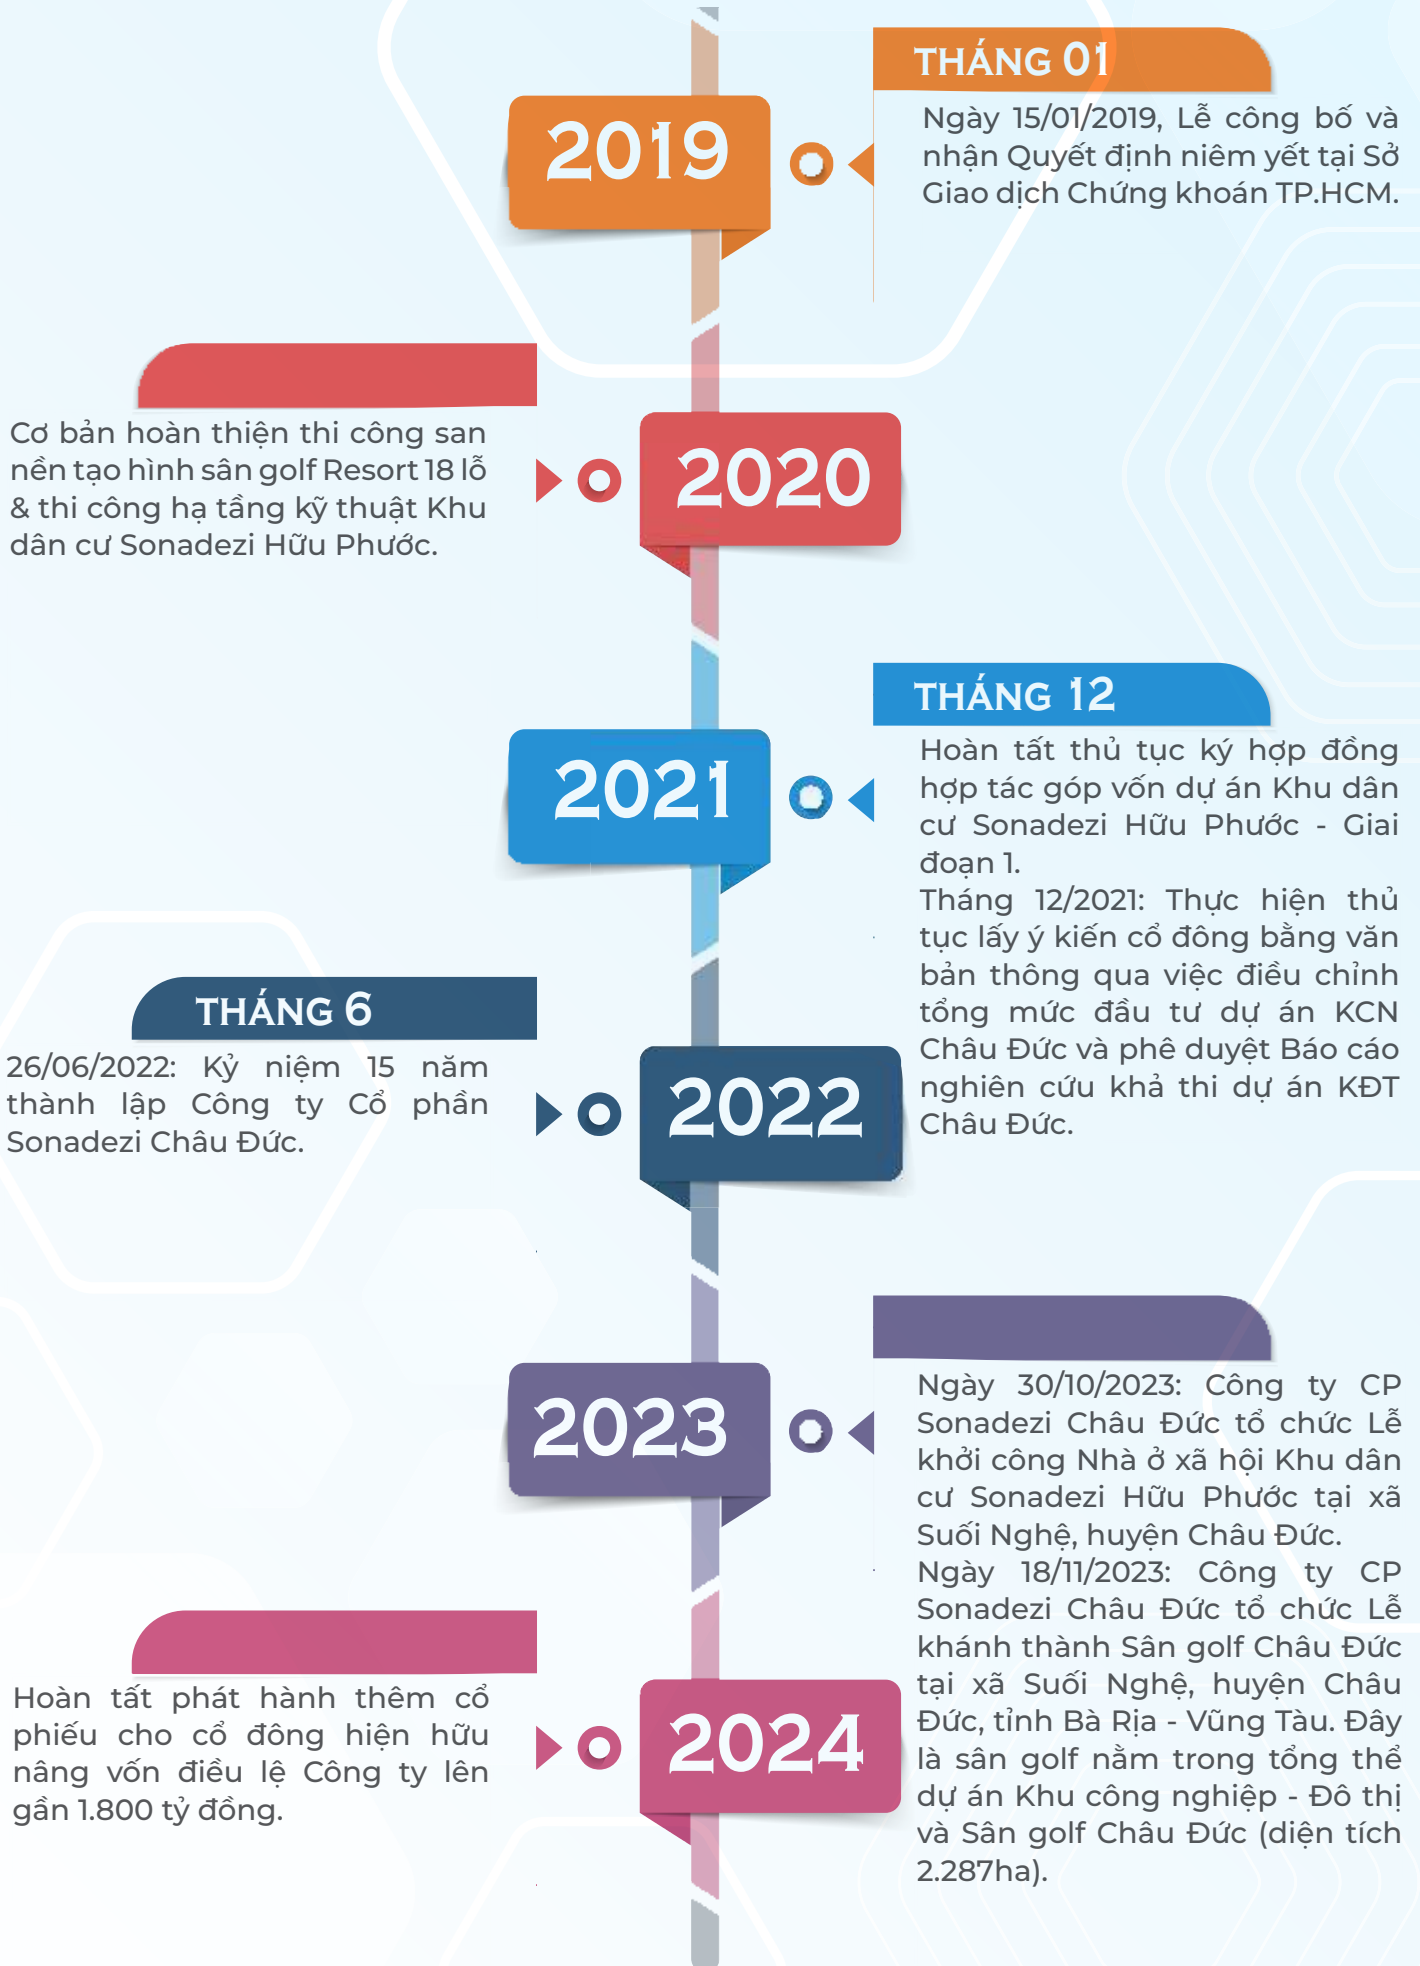 THÁNG 01
2019
Ngày 15/01/2019, Lễ công bố và
nhận Quyết định niêm yết tại Sở
Giao dịch Chứng khoán TP.HCM.
2020
Cơ bản hoàn thiện thi công san
nền tạo hình sân golf Resort 18 lỗ
& thi công hạ tầng kỹ thuật Khu
dân cư Sonadezi Hữu Phước.
THÁNG 12
2021
Hoàn tất thủ tục ký hợp đồng
hợp tác góp vốn dự án Khu dân
cư Sonadezi Hữu Phước - Giai
đoạn 1.
Tháng 12/2021: Thực hiện thủ
tục lấy ý kiến cổ đông bằng văn
bản thông qua việc điều chỉnh
tổng mức đầu tư dự án KCN
Châu Đức và phê duyệt Báo cáo
nghiên cứu khả thi dự án KĐT
Châu Đức.
THÁNG 6
2022
26/06/2022: Kỷ niệm 15 năm
thành lập Công ty Cổ phần
Sonadezi Châu Đức.
2023
Ngày 30/10/2023: Công ty CP
Sonadezi Châu Đức tổ chức Lễ
khởi công Nhà ở xã hội Khu dân
cư Sonadezi Hữu Phước tại xã
Suối Nghệ, huyện Châu Đức.
Ngày 18/11/2023: Công ty CP
Sonadezi Châu Đức tổ chức Lễ
khánh thành Sân golf Châu Đức
tại xã Suối Nghệ, huyện Châu
Đức, tỉnh Bà Rịa - Vũng Tàu. Đây
là sân golf nằm trong tổng thể
dự án Khu công nghiệp - Đô thị
và Sân golf Châu Đức (diện tích
2.287ha).
2024
Hoàn tất phát hành thêm cổ
phiếu cho cổ đông hiện hữu
nâng vốn điều lệ Công ty lên
gần 1.800 tỷ đồng.